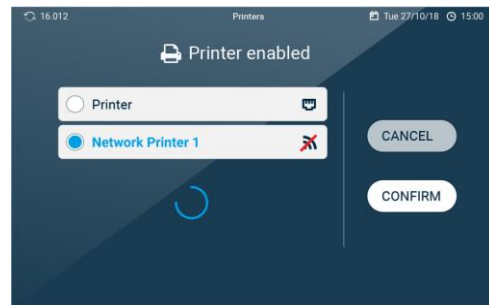 16.012
Printers
Tue 27/10/18
15:00
Printer enabled
Printer
Network Printer 1
CANCEL
CONFIRM